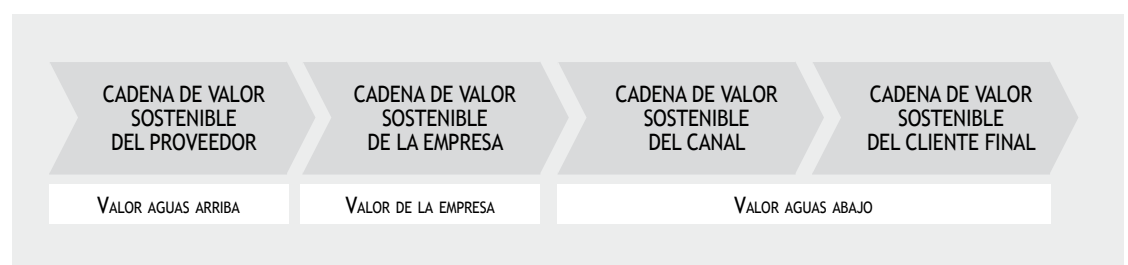 CADENA DE VALOR
SOSTENIBLE
DEL PROVEEDOR
CADENA DE VALOR
SOSTENIBLE
DE LA EMPRESA
CADENA DE VALOR
SOSTENIBLE
DEL CANAL
CADENA DE VALOR
SOSTENIBLE
DEL CLIENTE FINAL
VALOR AGUAS ARRIBA
VALOR DE LA EMPRESA
VALOR AGUAS ABAJO